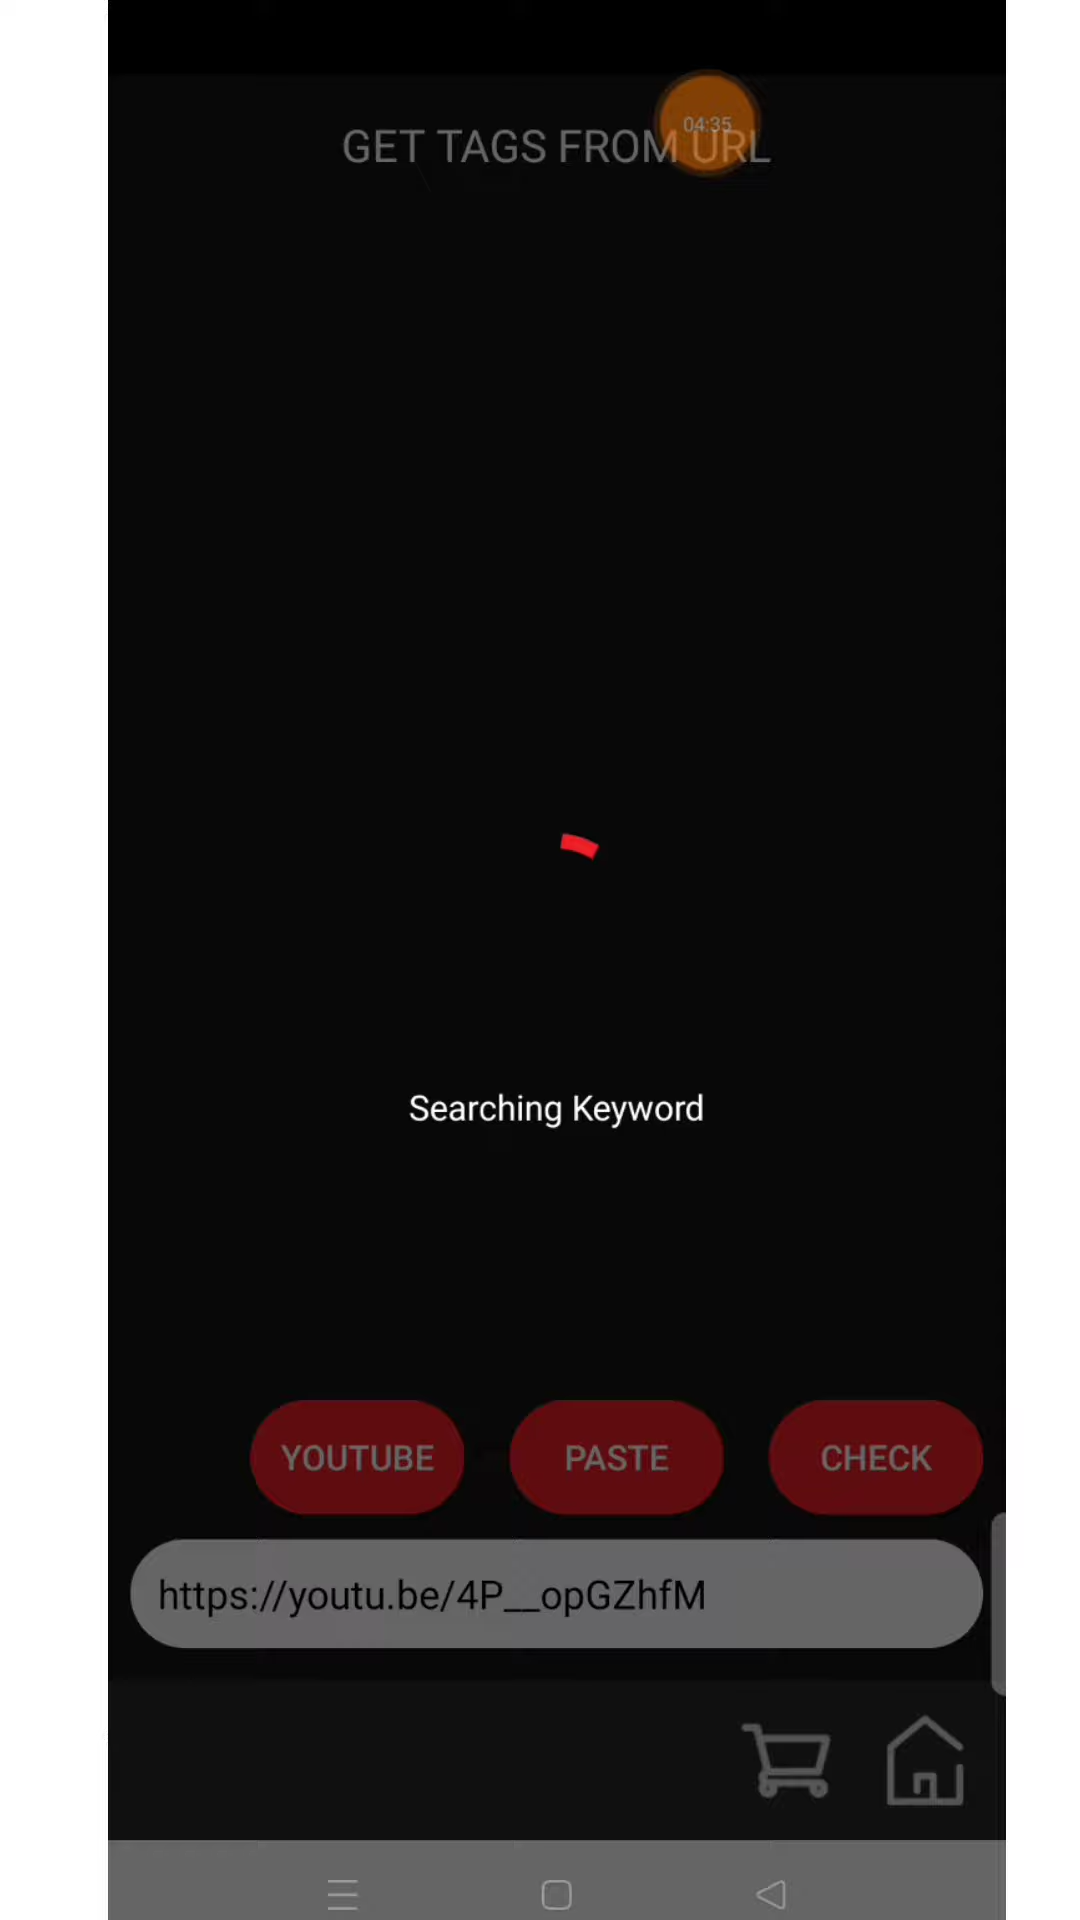 04:35
GET TAGS FROM URL
Searching Keyword
YOUTUBE PASTE CHECK
https://youtu.be/4P__opGZhfM